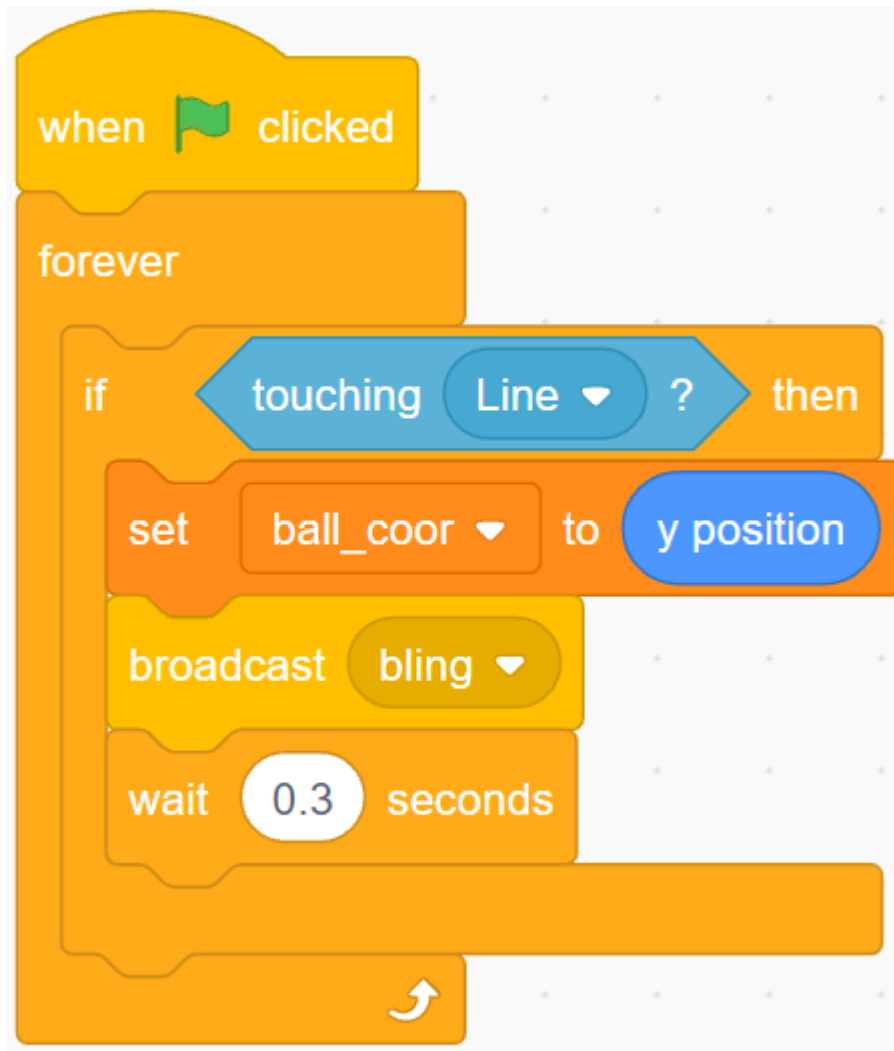 when clicked
forever
if touching Line ? then
set ball_coor to y position
broadcast bling
wait 0.3 seconds